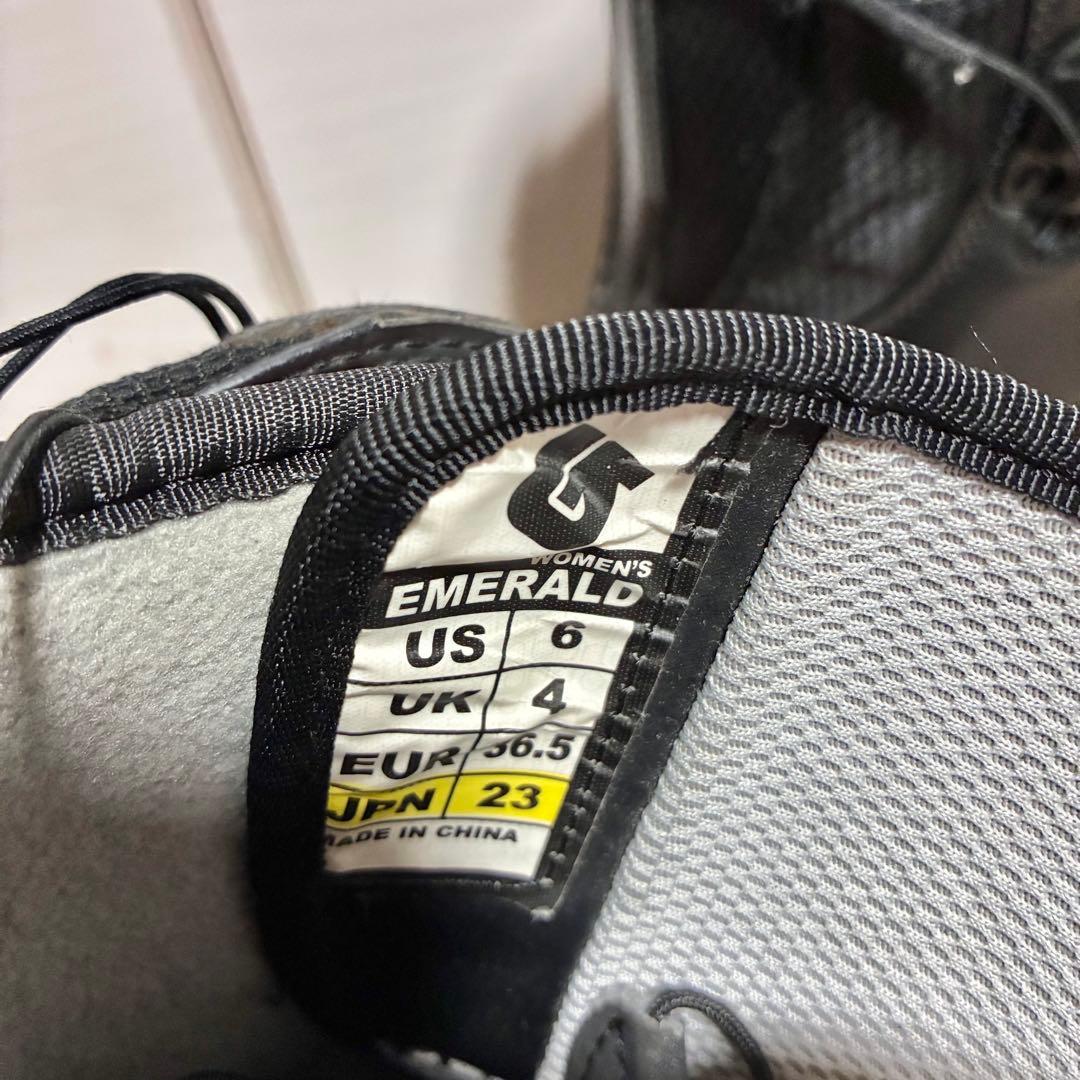 WOMEN'S
EMERALD
US 6
UK 4
EUR 36.5
JPN 23
MADE IN CHINA